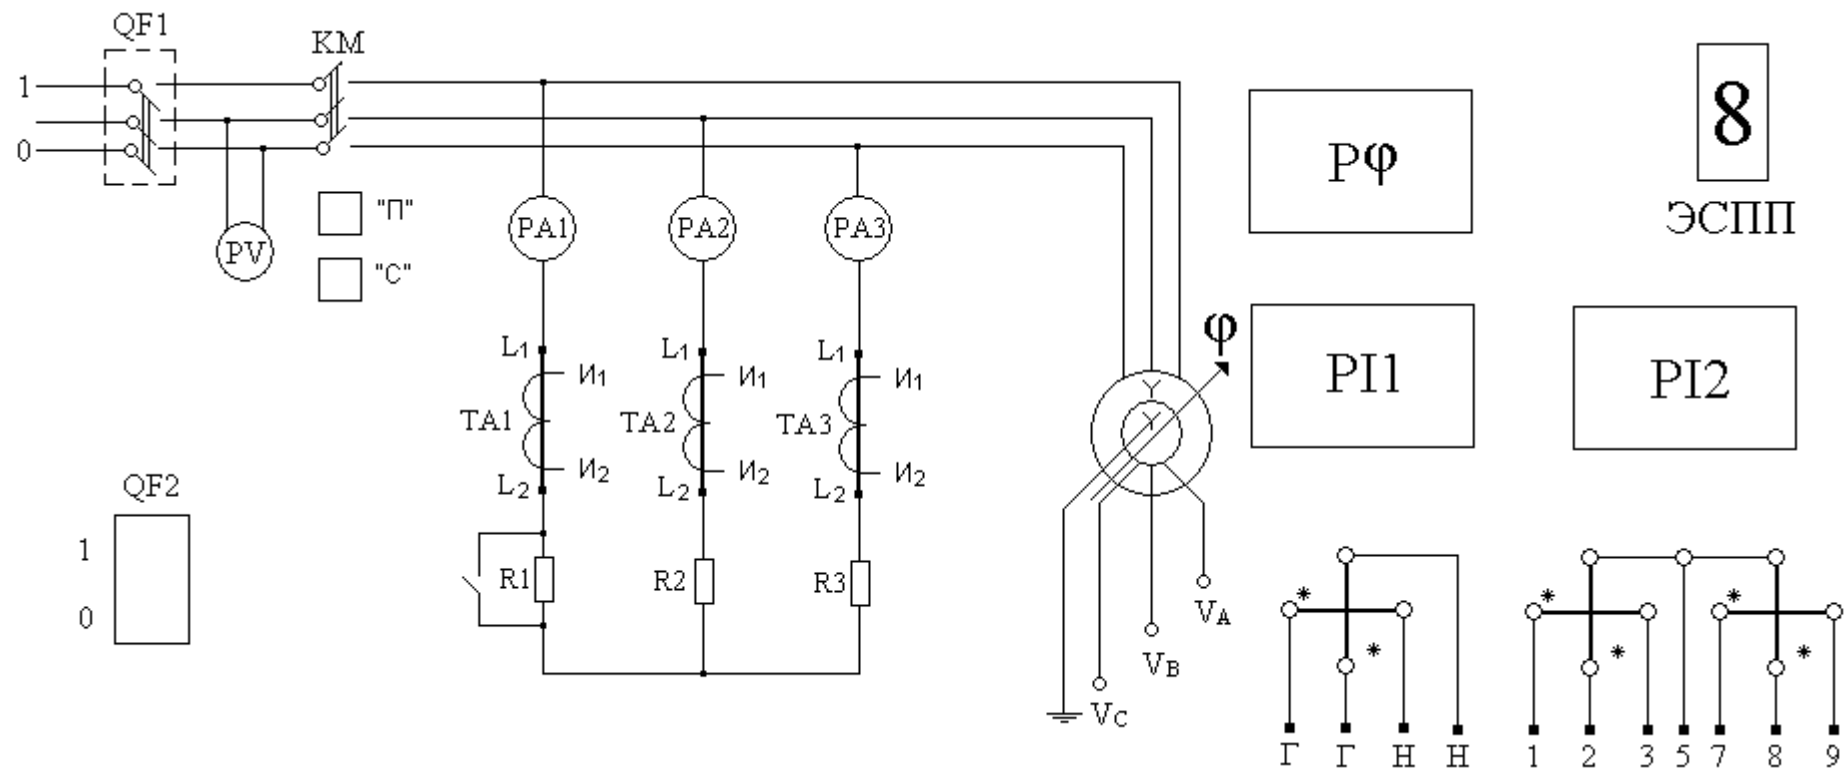 QF1
КМ
1
0
PV
"П"
"С"
PA1
PA2
PA3
L1
И1
TA1
И2
L2
L1
И1
TA2
И2
L2
L1
И1
TA3
И2
L2
R1
R2
R3
QF2
1
0
φ
Y
Y
VA
VB
VC
Pφ
8
ЭСПП
PI1
PI2
*
*
Г Г Н Н
*
*
*
*
1 2 3 5 7 8 9